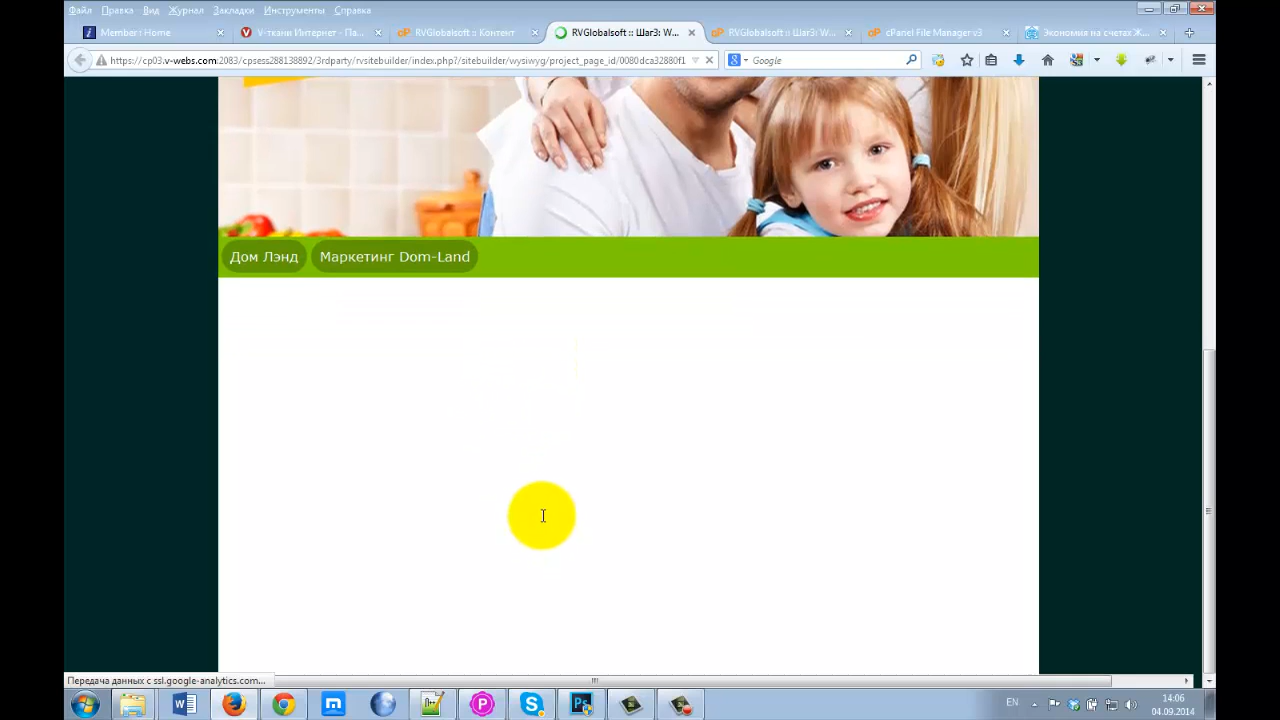 Файл Правка Вид Журнал Закладки Инструменты Справка
Member i Home
V-ткани Интернет - Па...
RVGlobalsoft :: Контент
RVGlobalsoft :: Шаг3: W...
RVGlobalsoft :: Шаг3: W...
cPanel File Manager v3
Экономия на счетах Ж...
https://cp03.v-webs.com:2083/cpsess288138892/3rdparty/rvsitebuilder/index.php?/sitebuilder/wysiwyg/project_page_id/0080dca32880f1
Google
Дом Лэнд
Маркетинг Dom-Land
Передача данных с ssl.google-analytics.com...
EN
14:06
04.09.2014